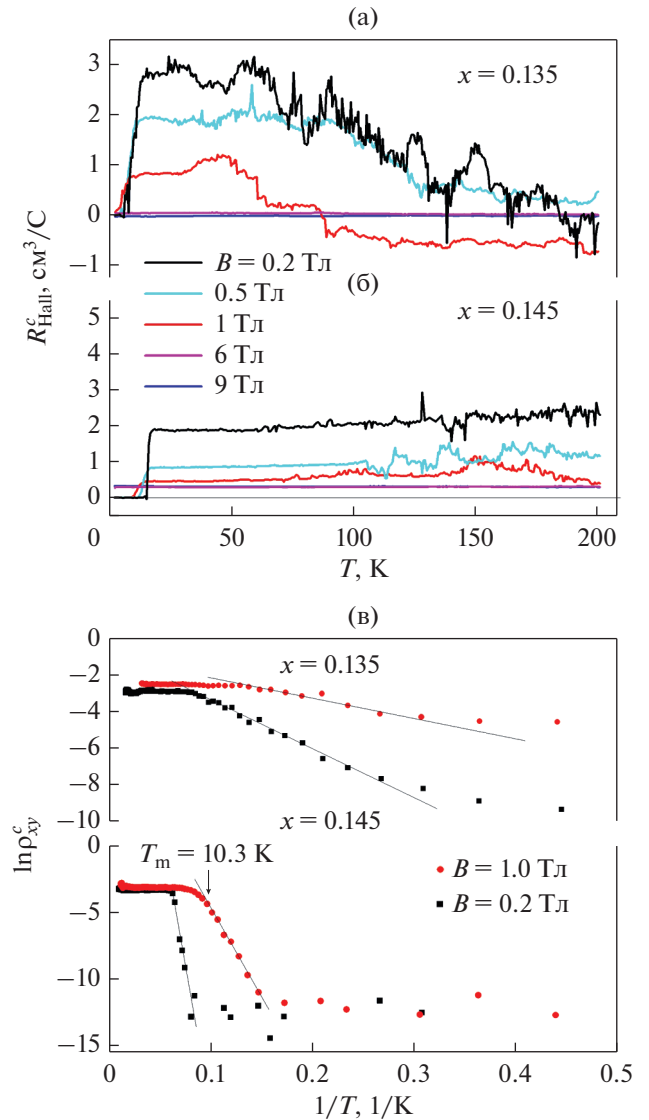 (а)
3
2
1
0
−1
x = 0.135
R^c_Hall, см³/С
B = 0.2 Тл
0.5 Тл
1 Тл
6 Тл
9 Тл
(б)
5
4
3
2
1
0
x = 0.145
0 50 100 150 200
T, K
(в)
0
−2
−4
−6
−8
−10
x = 0.135
lnρ^c_xy
x = 0.145
0
−5
−10
−15
T_m = 10.3 K
B = 1.0 Тл
B = 0.2 Тл
0 0.1 0.2 0.3 0.4 0.5
1/T, 1/K